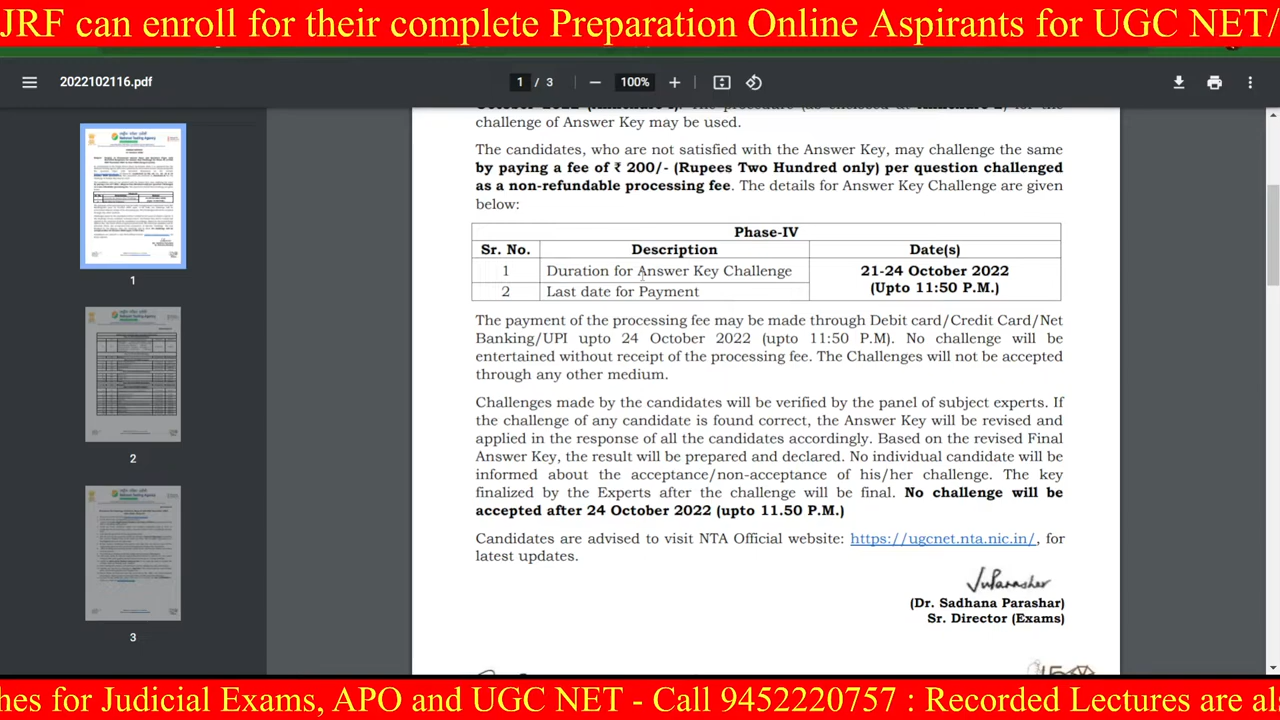 JRF can enroll for their complete Preparation Online Aspirants for UGC NET/
2022102116.pdf
1 / 3
100%
challenge of Answer Key may be used.
The candidates, who are not satisfied with the Answer Key, may challenge the same
by paying a fee of ₹ 200/- (Rupees Two Hundred only) per question challenged
as a non-refundable processing fee. The details for Answer Key Challenge are given
below:
Phase-IV
Sr. No. Description Date(s)
1 Duration for Answer Key Challenge 21-24 October 2022
2 Last date for Payment (Upto 11:50 P.M.)
The payment of the processing fee may be made through Debit card/Credit Card/Net
Banking/UPI upto 24 October 2022 (upto 11:50 P.M). No challenge will be
entertained without receipt of the processing fee. The Challenges will not be accepted
through any other medium.
Challenges made by the candidates will be verified by the panel of subject experts. If
the challenge of any candidate is found correct, the Answer Key will be revised and
applied in the response of all the candidates accordingly. Based on the revised Final
Answer Key, the result will be prepared and declared. No individual candidate will be
informed about the acceptance/non-acceptance of his/her challenge. The key
finalized by the Experts after the challenge will be final. No challenge will be
accepted after 24 October 2022 (upto 11.50 P.M.)
Candidates are advised to visit NTA Official website: https://ugcnet.nta.nic.in/, for
latest updates.
(Dr. Sadhana Parashar)
Sr. Director (Exams)
1
2
3
hes for Judicial Exams, APO and UGC NET - Call 9452220757 : Recorded Lectures are al